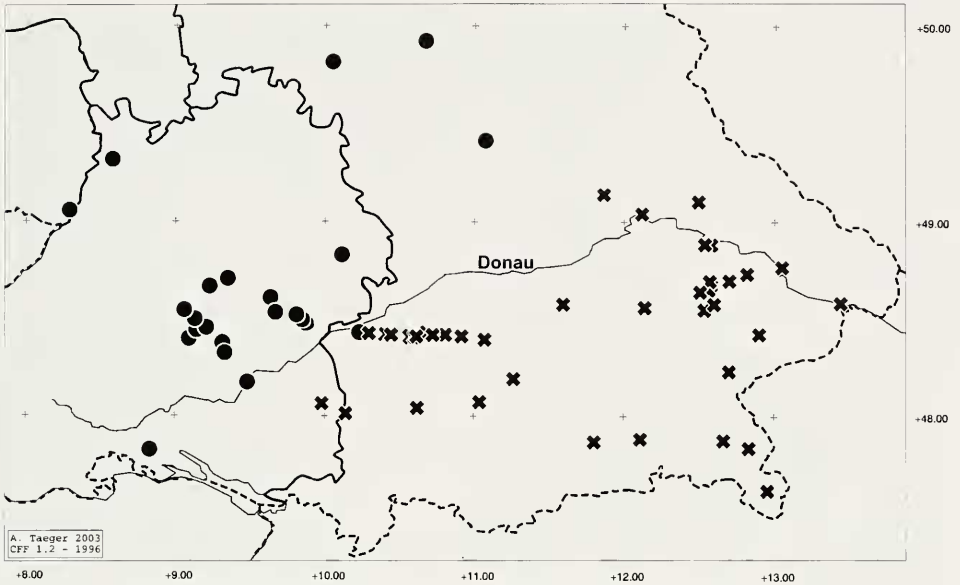 +50.00
+49.00
Donau
+48.00
A. Taeger 2003
CFF 1.2 - 1996
+8.00 +9.00 +10.00 +11.00 +12.00 +13.00